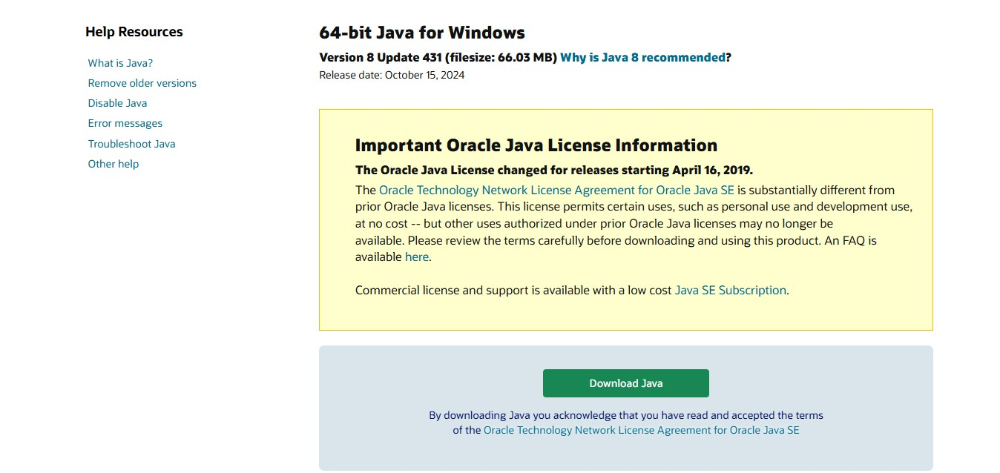 Help Resources
What is Java?
Remove older versions
Disable Java
Error messages
Troubleshoot Java
Other help
64-bit Java for Windows
Version 8 Update 431 (filesize: 66.03 MB) Why is Java 8 recommended?
Release date: October 15, 2024
Important Oracle Java License Information
The Oracle Java License changed for releases starting April 16, 2019.
The Oracle Technology Network License Agreement for Oracle Java SE is substantially different from
prior Oracle Java licenses. This license permits certain uses, such as personal use and development use,
at no cost -- but other uses authorized under prior Oracle Java licenses may no longer be
available. Please review the terms carefully before downloading and using this product. An FAQ is
available here.
Commercial license and support is available with a low cost Java SE Subscription.
Download Java
By downloading Java you acknowledge that you have read and accepted the terms
of the Oracle Technology Network License Agreement for Oracle Java SE